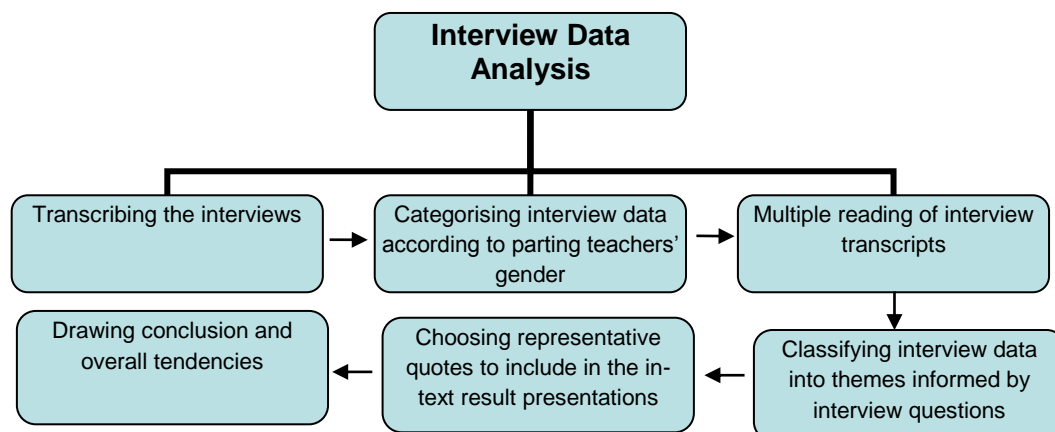 Interview Data
Analysis
Transcribing the interviews
Categorising interview data
according to parting teachers’
gender
Multiple reading of interview
transcripts
Classifying interview data
into themes informed by
interview questions
Choosing representative
quotes to include in the in-
text result presentations
Drawing conclusion and
overall tendencies